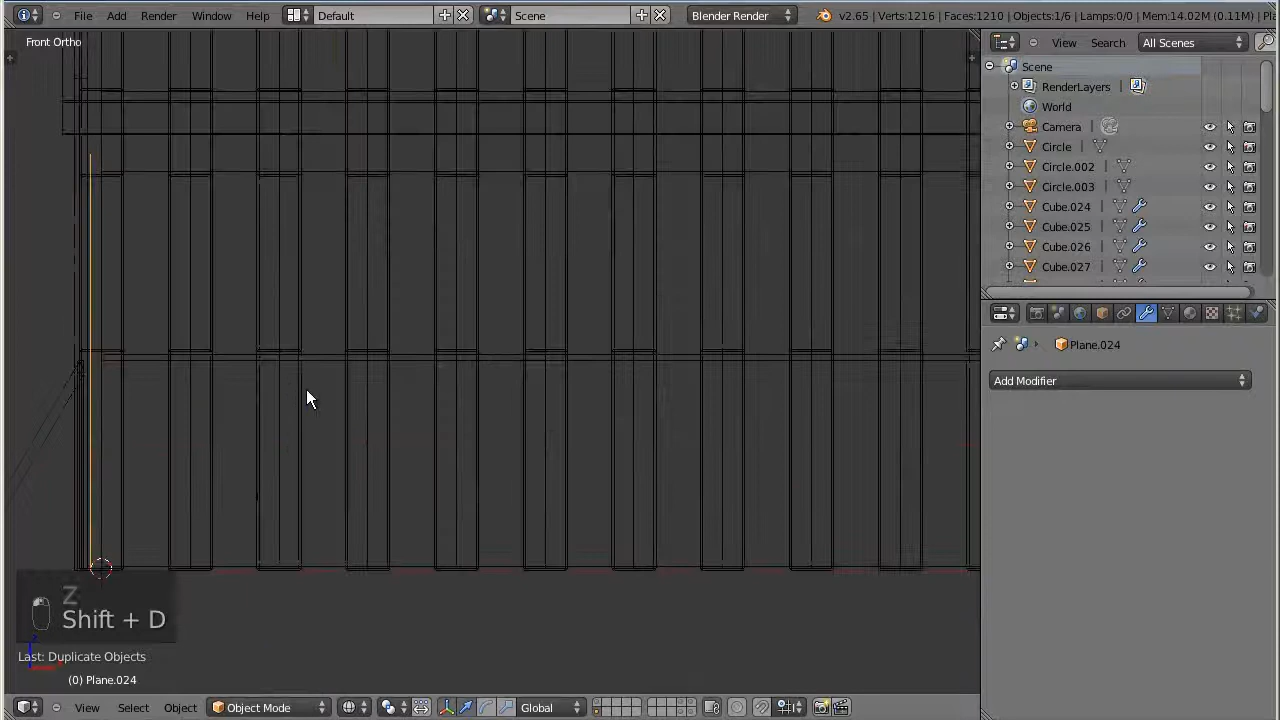 File Add Render Window Help Default Scene Blender Render v2.65 | Verts:1216 | Faces:1210 | Objects:1/6 | Lamps:0/0 | Mem:14.02M (0.11M) | Pla
Front Ortho
View Search All Scenes
Scene
RenderLayers |
World
Camera |
Circle |
Circle.002 |
Circle.003 |
Cube.024 |
Cube.025 |
Cube.026 |
Cube.027 |
Plane.024
Add Modifier
Z
Shift + D
Last: Duplicate Objects
(0) Plane.024
View Select Object Object Mode Global